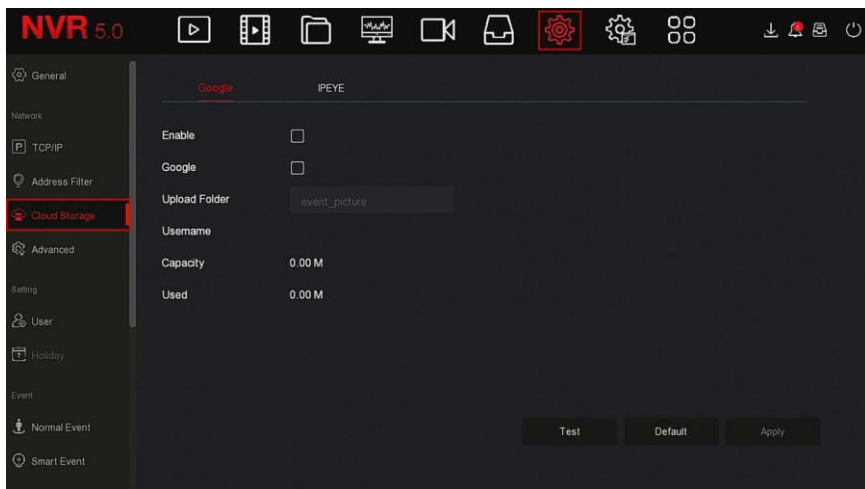 NVR 5.0
General
Network
TCP/IP
Address Filter
Cloud Storage
Advanced
Setting
User
Holiday
Event
Normal Event
Smart Event
Google IPEYE
Enable
Google
Upload Folder event_picture
Username
Capacity 0.00 M
Used 0.00 M
Test Default Apply